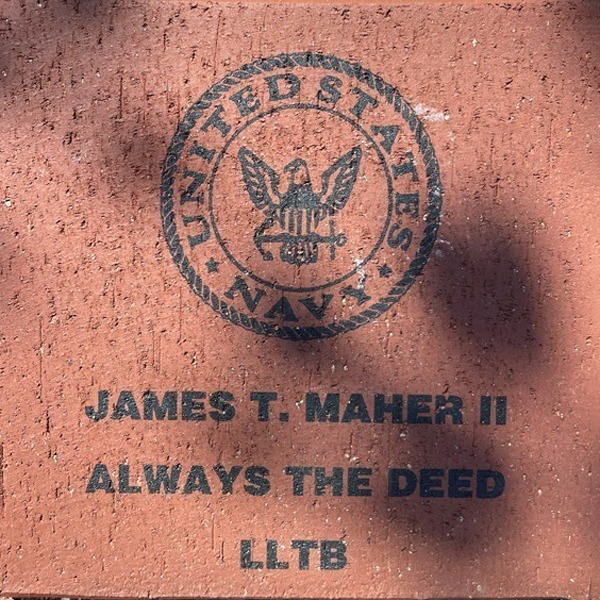 UNITED STATES
NAVY
JAMES T. MAHER II
ALWAYS THE DEED
LLTB